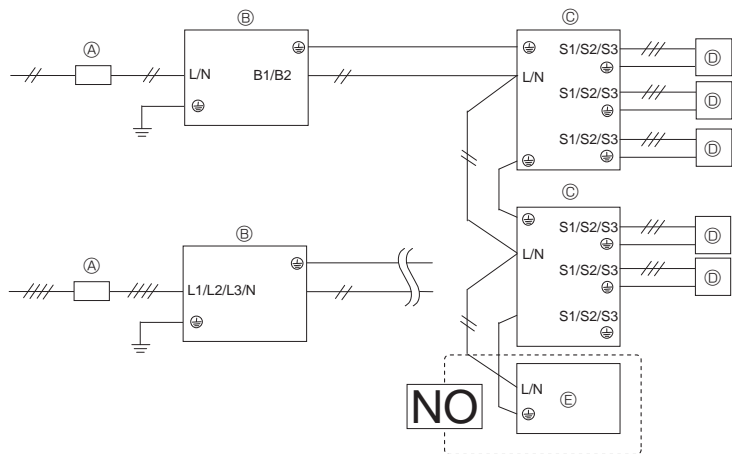 Ⓐ
Ⓑ
L/N
B1/B2
Ⓒ
L/N
S1/S2/S3
Ⓓ
S1/S2/S3
Ⓓ
S1/S2/S3
Ⓓ
Ⓐ
Ⓑ
L1/L2/L3/N
Ⓒ
L/N
S1/S2/S3
Ⓓ
S1/S2/S3
Ⓓ
S1/S2/S3
NO
L/N
Ⓔ